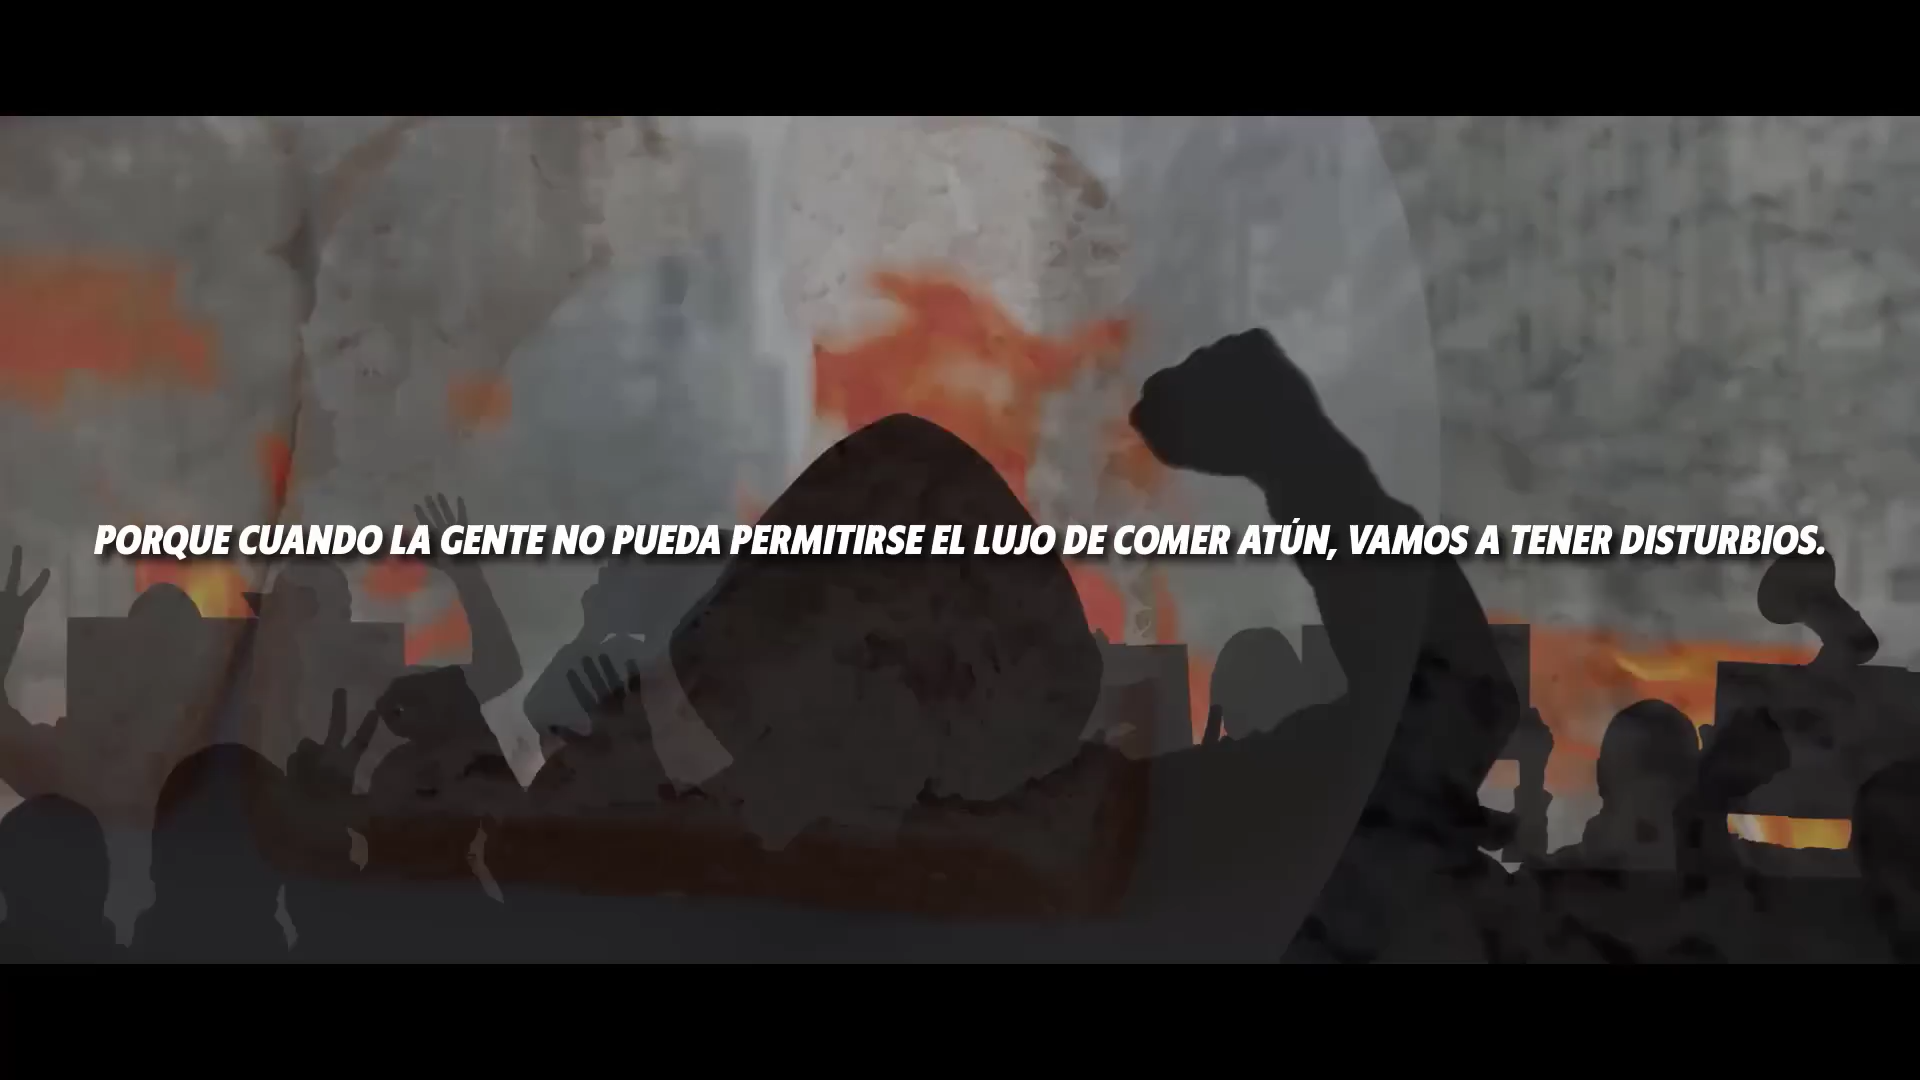 PORQUE CUANDO LA GENTE NO PUEDA PERMITIRSE EL LUJO DE COMER ATÚN, VAMOS A TENER DISTURBIOS.